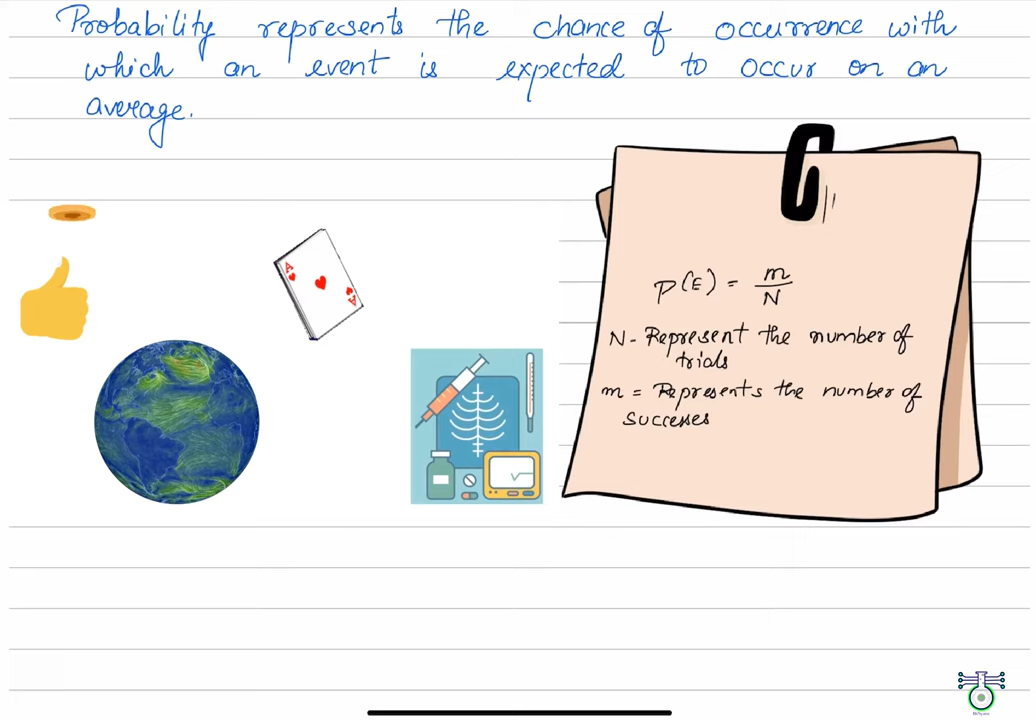 Probability represents the chance of occurrence with
which an event is expected to occur on an
average.
A
A
P(E) = m/N
N - Represent the number of
trials
m = Represents the number of
successes